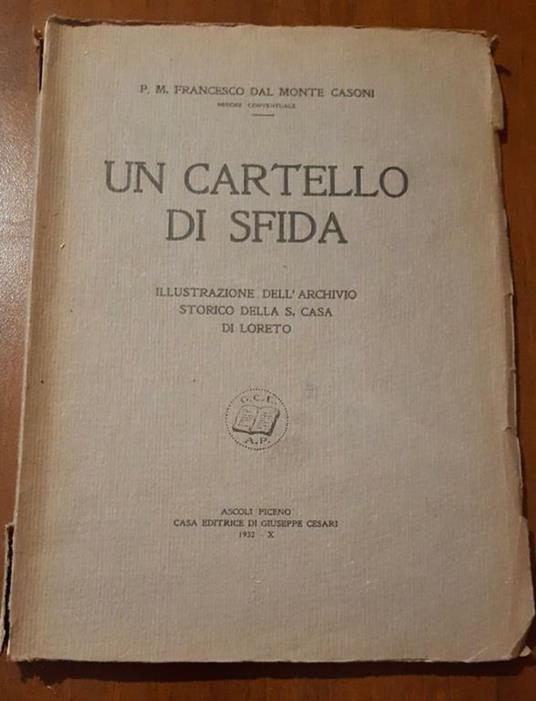 P. M. FRANCESCO DAL MONTE CASONI
MINORE CONVENTUALE
UN CARTELLO
DI SFIDA
ILLUSTRAZIONE DELL'ARCHIVIO
STORICO DELLA S. CASA
DI LORETO
G.C.E.
A.P.
ASCOLI PICENO
CASA EDITRICE DI GIUSEPPE CESARI
1932 - X